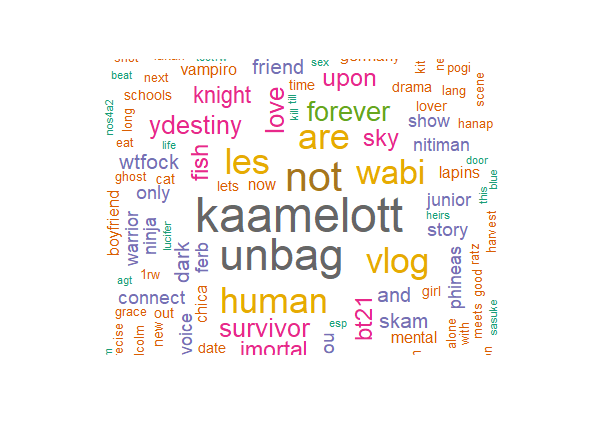 sex
germany
kit
pogi
beat
next
vampiro
friend
upon
drama
lang
scene
schools
knight
love
till
kill
time
forever
lover
hanap
nos4a2
long
ydestiny
are
sky
show
nitiman
eat
life
wtfock
fish
les
not
wabi
lapins
door
ghost
cat
lets
now
this
blue
boyfriend
only
kaamelott
junior
warrior
ninja
lucifer
heirs
story
harvest
dark
ferb
unbag
vlog
phineas
good
ratz
agt
1rw
connect
chica
human
bt21
and
girl
meets
sasuke
grace
out
new
voice
survivor
esp
ou
skam
alone
with
date
imortal
mental